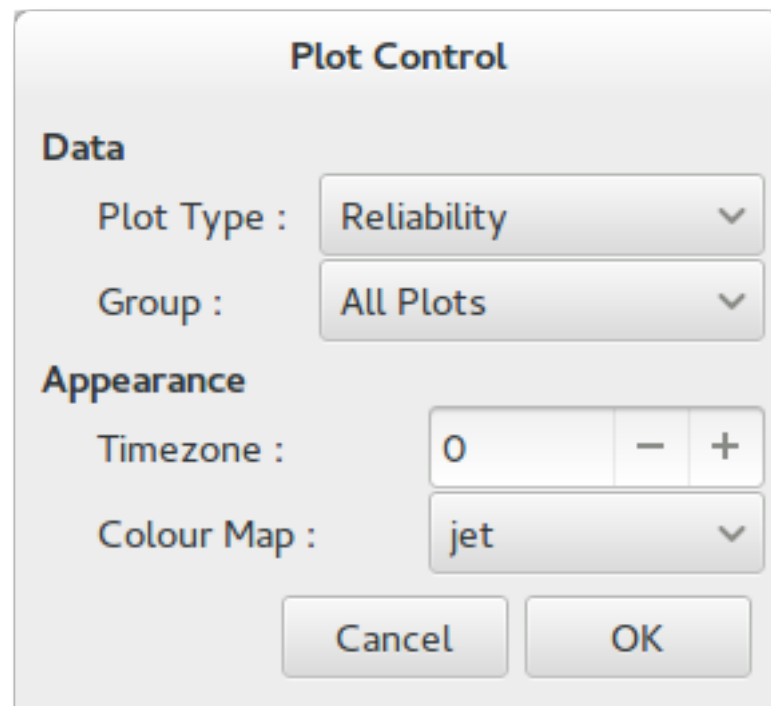 Plot Control
Data
Plot Type : Reliability
Group : All Plots
Appearance
Timezone : 0 − +
Colour Map : jet
Cancel OK